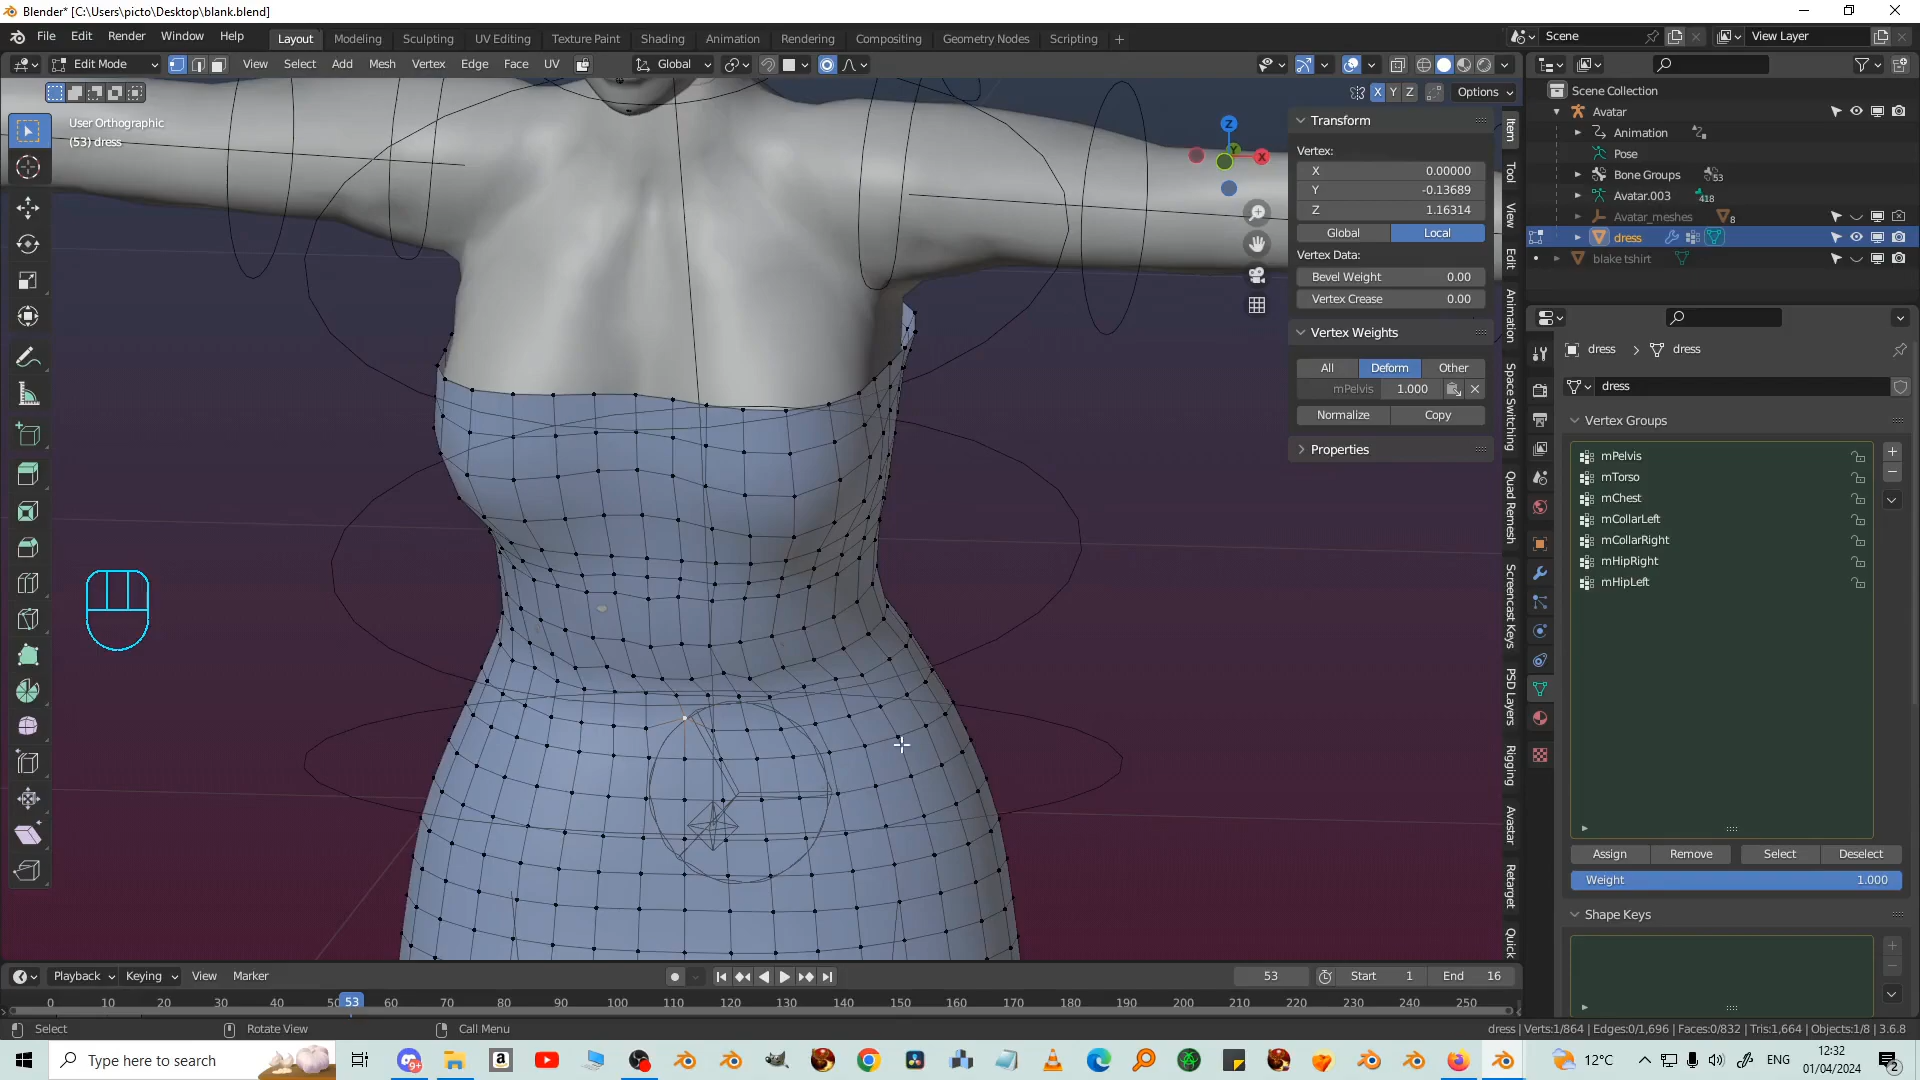 Blender* [C:\Users\picto\Desktop\blank.blend]
File Edit Render Window Help
Layout Modeling Sculpting UV Editing Texture Paint Shading Animation Rendering Compositing Geometry Nodes Scripting +
Scene
View Layer
Edit Mode View Select Add Mesh Vertex Edge Face UV Global
X Y Z Options
User Orthographic
(53) dress
Z
Y
X
Transform
Vertex:
X 0.00000
Y -0.13689
Z 1.16314
Global Local
Vertex Data:
Bevel Weight 0.00
Vertex Crease 0.00
Vertex Weights
All Deform Other
mPelvis 1.000
Normalize Copy
Properties
Item
Tool
View
Edit
Animation
Space Switching
Quad Remesh
Screencast Keys
PSD Layers
Rigging
Avastar
Retarget
Quick
Scene Collection
Avatar
Animation
Pose
Bone Groups 53
Avatar.003 418
Avatar_meshes 8
dress
blake tshirt
dress > dress
dress
Vertex Groups
mPelvis
mTorso
mChest
mCollarLeft
mCollarRight
mHipRight
mHipLeft
Assign Remove Select Deselect
Weight 1.000
Shape Keys
Playback Keying View Marker
53 Start 1 End 16
0 10 20 30 40 50 53 60 70 80 90 100 110 120 130 140 150 160 170 180 190 200 210 220 230 240 250
Select Rotate View Call Menu
dress | Verts:1/864 | Edges:0/1,696 | Faces:0/832 | Tris:1,664 | Objects:1/8 | 3.6.8
Type here to search
9+
12°C
ENG
12:32
01/04/2024
2